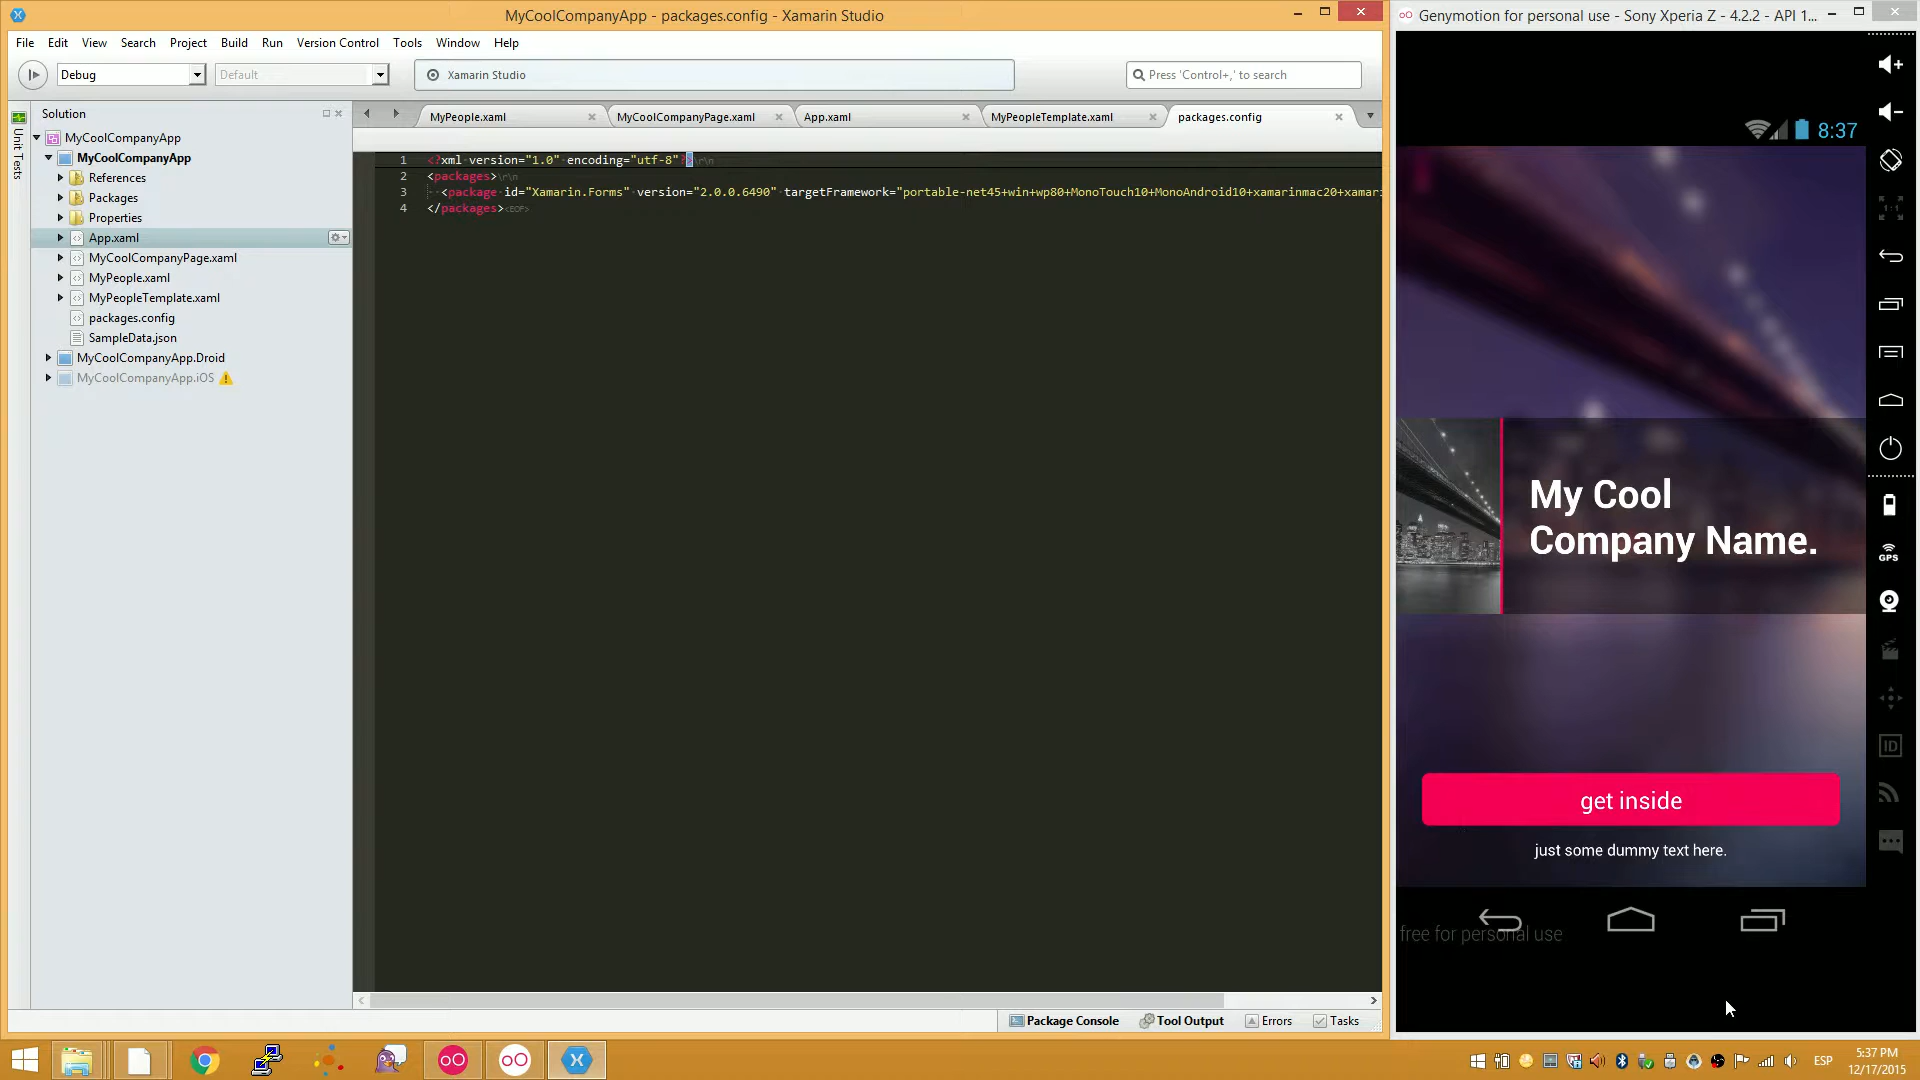 MyCoolCompanyApp - packages.config - Xamarin Studio
File Edit View Search Project Build Run Version Control Tools Window Help
Debug
Default
Xamarin Studio
Press 'Control+,' to search
Unit Tests
Solution
MyCoolCompanyApp
MyCoolCompanyApp
References
Packages
Properties
App.xaml
MyCoolCompanyPage.xaml
MyPeople.xaml
MyPeopleTemplate.xaml
packages.config
SampleData.json
MyCoolCompanyApp.Droid
MyCoolCompanyApp.iOS
MyPeople.xaml
MyCoolCompanyPage.xaml
App.xaml
MyPeopleTemplate.xaml
packages.config
1 <?xml version="1.0" encoding="utf-8"?>\r\n
2 <packages>\r\n
3 <package id="Xamarin.Forms" version="2.0.0.6490" targetFramework="portable-net45+win+wp80+MonoTouch10+MonoAndroid10+xamarinmac20+xamari
4 </packages><EOF>
Package Console
Tool Output
Errors
Tasks
Genymotion for personal use - Sony Xperia Z - 4.2.2 - API 1...
8:37
My Cool
Company Name.
get inside
just some dummy text here.
free for personal use
1:1
GPS
ID
ESP
5:37 PM
12/17/2015